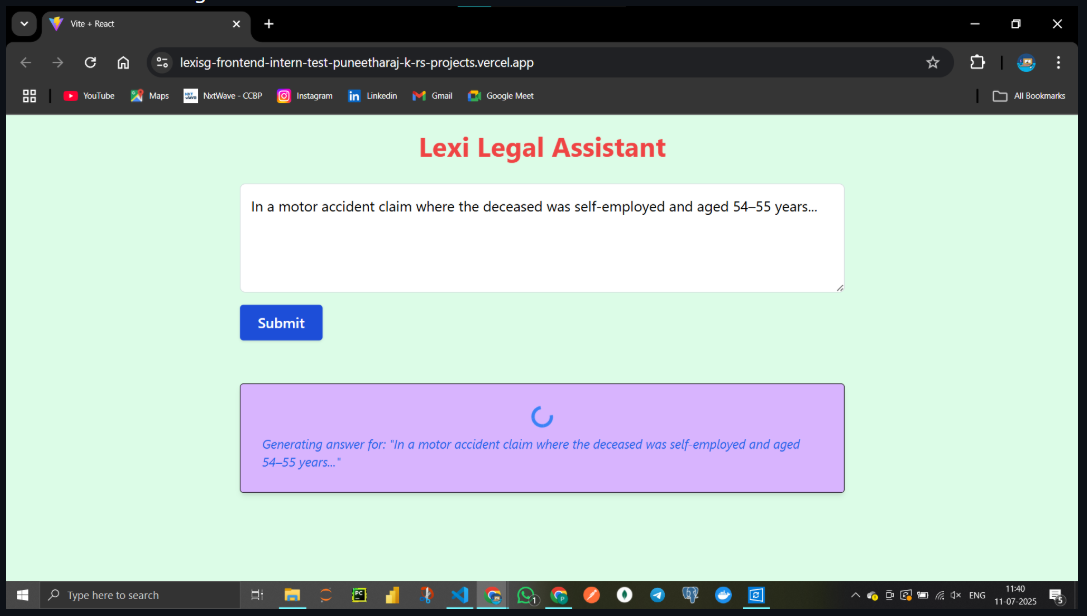 Vite + React
lexisg-frontend-intern-test-puneetharaj-k-rs-projects.vercel.app
YouTube Maps NxtWave - CCBP Instagram Linkedin Gmail Google Meet All Bookmarks
Lexi Legal Assistant
In a motor accident claim where the deceased was self-employed and aged 54–55 years...
Submit
Generating answer for: "In a motor accident claim where the deceased was self-employed and aged
54–55 years..."
Type here to search
ENG
11:40
11-07-2025
5